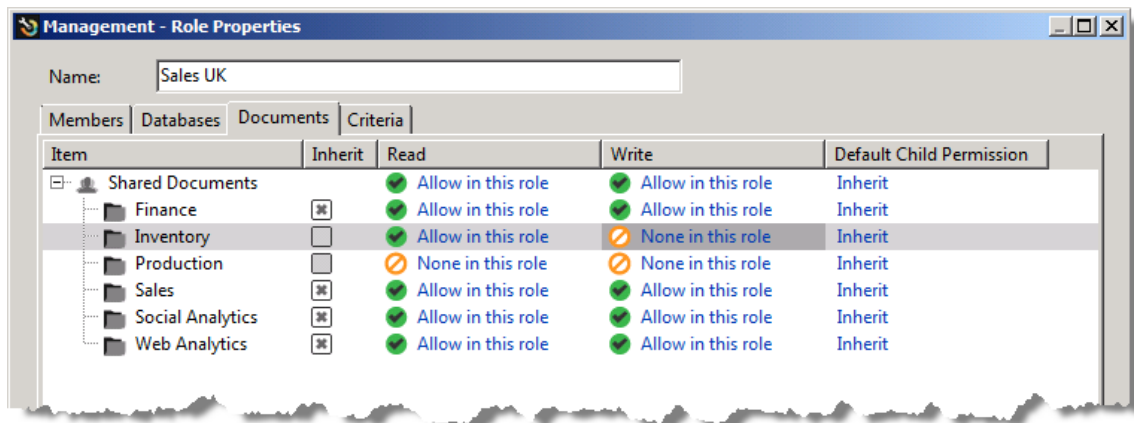 Management - Role Properties
Name: Sales UK
Members Databases Documents Criteria
Item Inherit Read Write Default Child Permission
Shared Documents Allow in this role Allow in this role Inherit
Finance Allow in this role Allow in this role Inherit
Inventory Allow in this role None in this role Inherit
Production None in this role None in this role Inherit
Sales Allow in this role Allow in this role Inherit
Social Analytics Allow in this role Allow in this role Inherit
Web Analytics Allow in this role Allow in this role Inherit